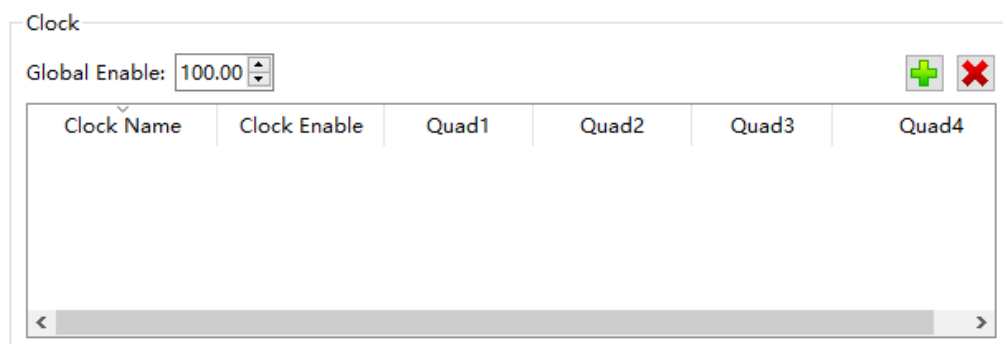 Clock
Global Enable: 100.00
Clock Name Clock Enable Quad1 Quad2 Quad3 Quad4